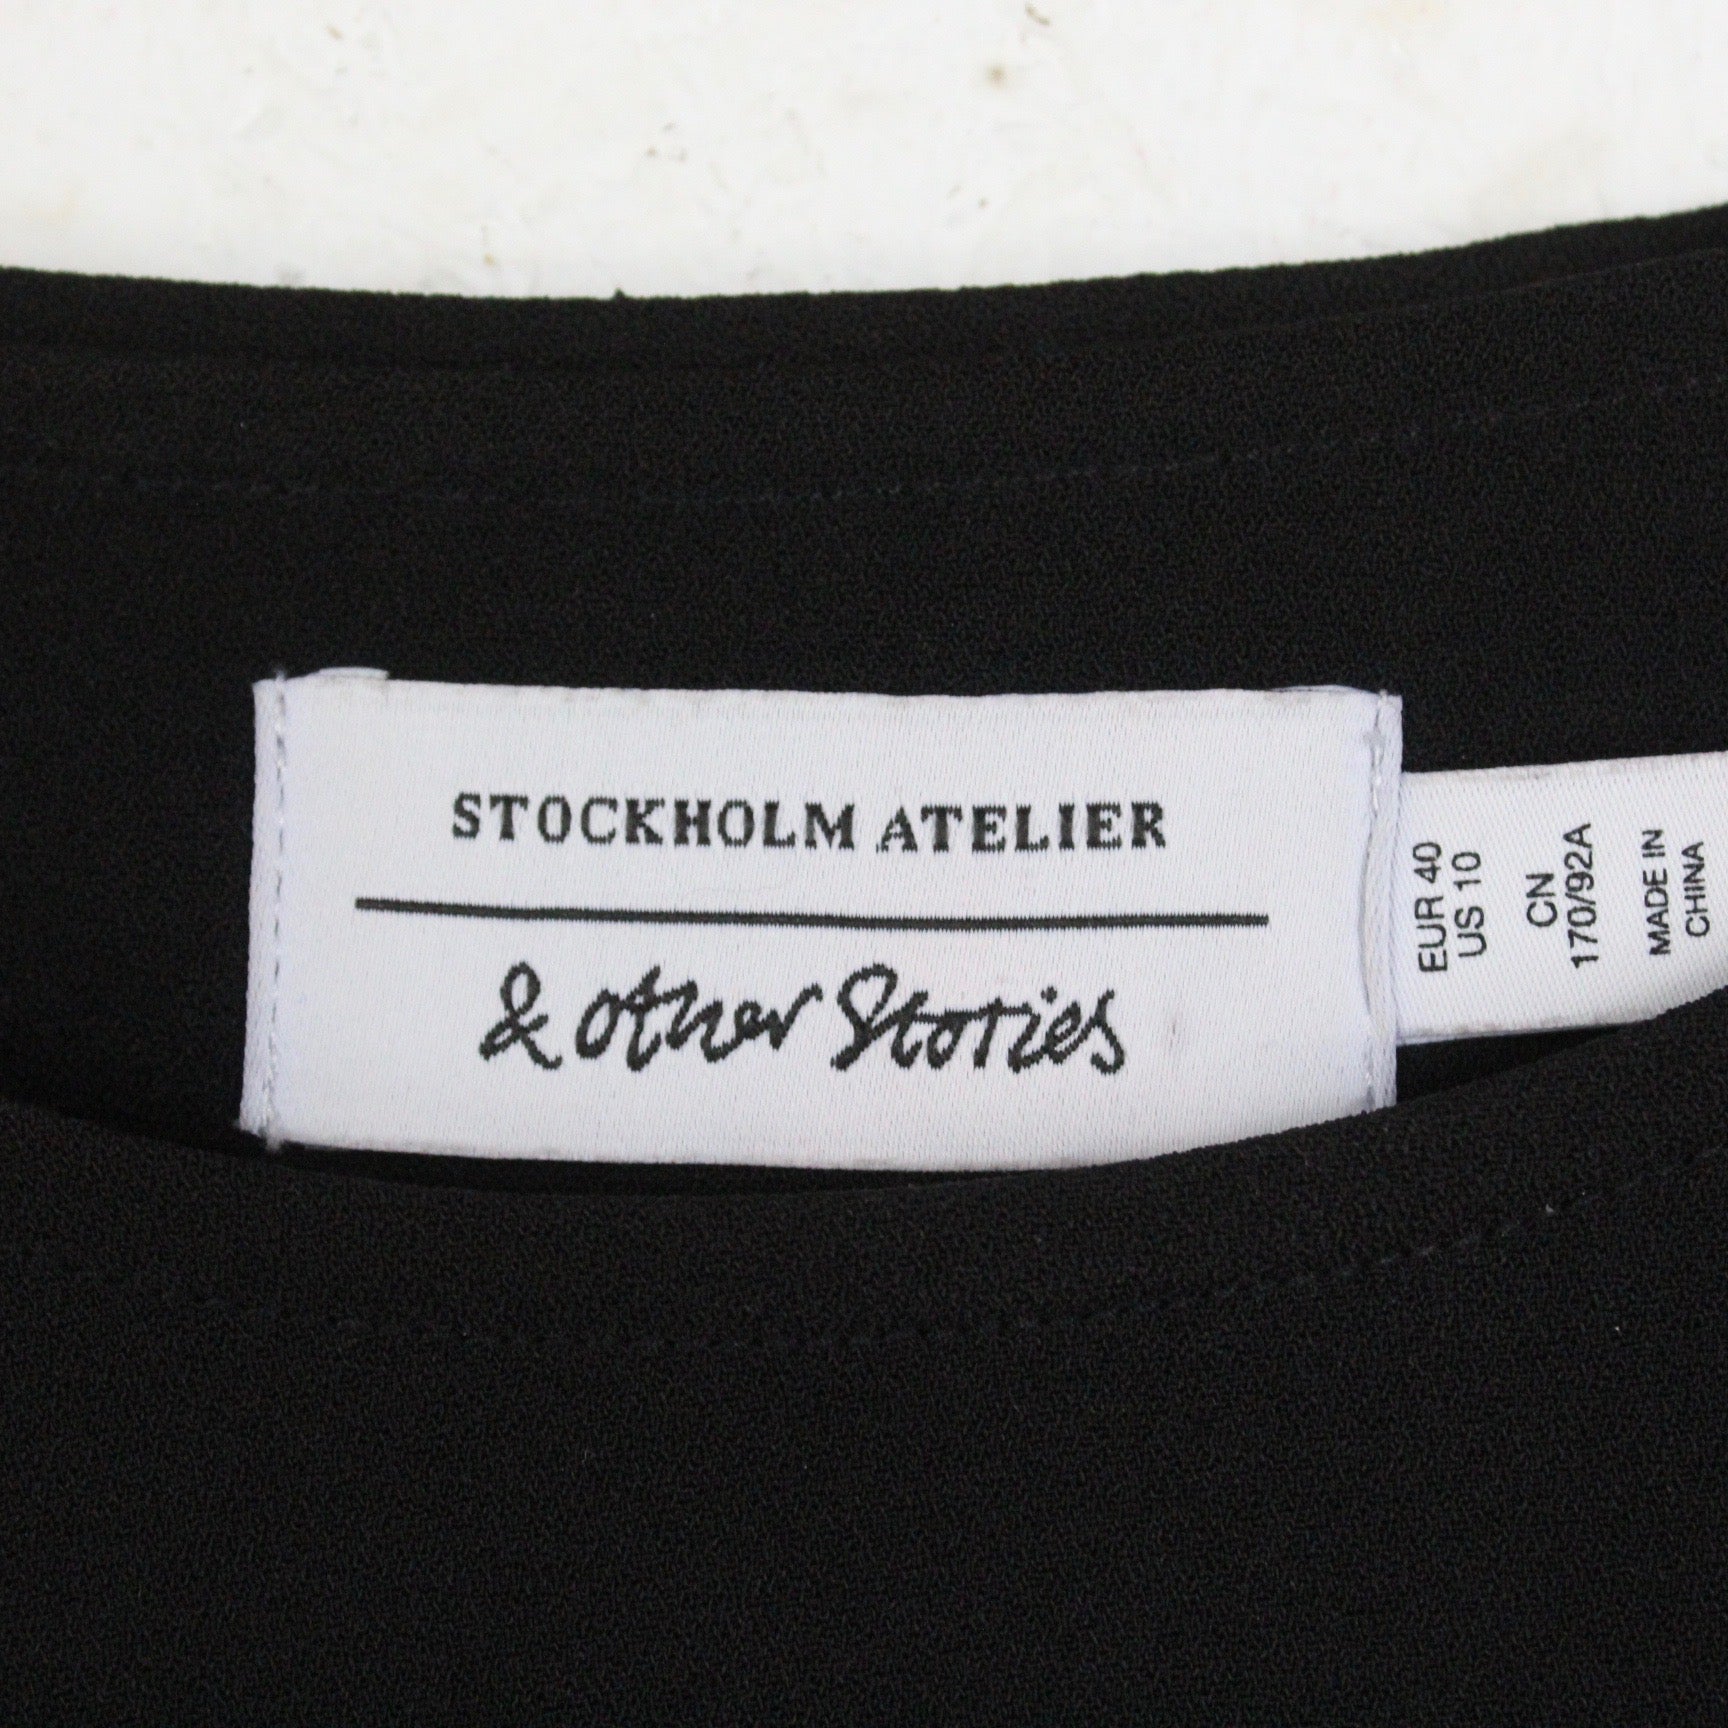 STOCKHOLM ATELIER
& other Stories
EUR 40
US 10
CN
170/92A
MADE IN
CHINA